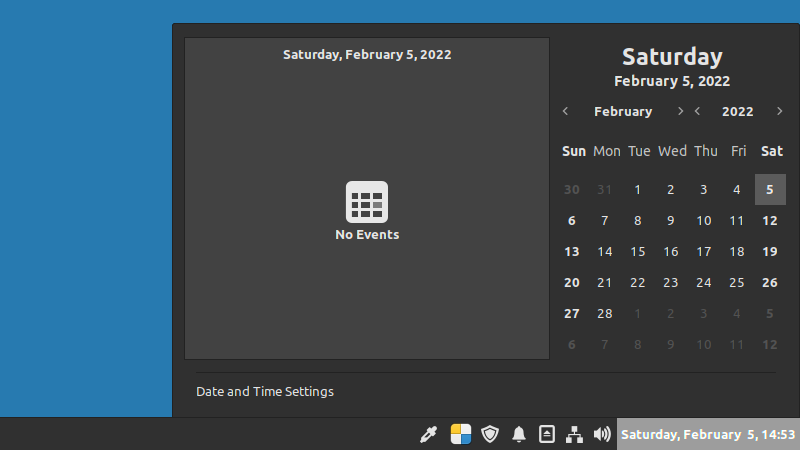 Saturday, February 5, 2022
No Events
Saturday
February 5, 2022
February 2022
Sun Mon Tue Wed Thu Fri Sat
30 31 1 2 3 4 5
6 7 8 9 10 11 12
13 14 15 16 17 18 19
20 21 22 23 24 25 26
27 28 1 2 3 4 5
6 7 8 9 10 11 12
Date and Time Settings
Saturday, February 5, 14:53